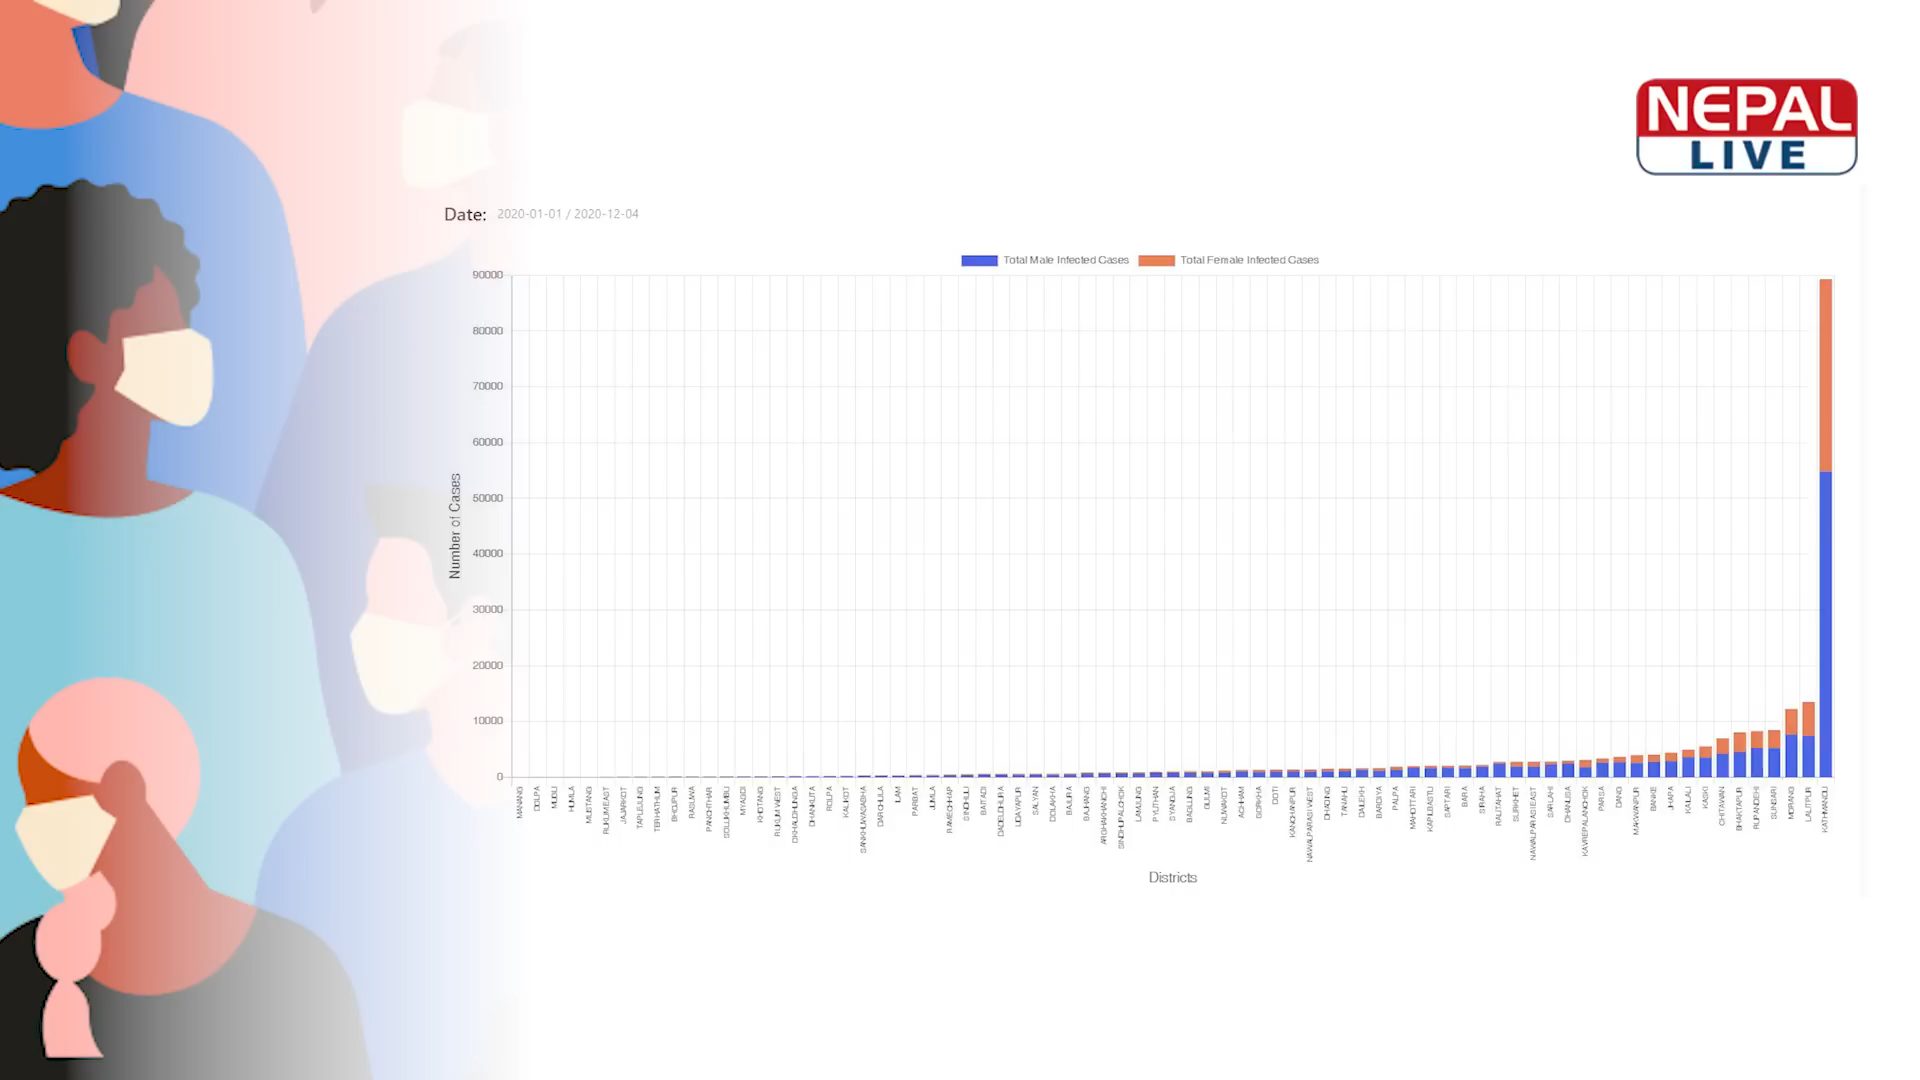 NEPAL
LIVE
Date: 2020-01-01 / 2020-12-04
Total Male Infected Cases Total Female Infected Cases
90000
80000
70000
60000
50000
40000
30000
20000
10000
0
Number of Cases
MANANG
DOLPA
MUGU
HUMLA
MUSTANG
RUKUM EAST
JAJARKOT
TAPLEJUNG
TERHATHUM
BHOJPUR
RASUWA
PANCHTHAR
SOLUKHUMBU
MYAGDI
KHOTANG
RUKUM WEST
OKHALDHUNGA
DHANKUTA
ROLPA
KALIKOT
SANKHUWASABHA
DARCHULA
ILAM
PARBAT
JUMLA
RAMECHHAP
SINDHULI
BAITADI
DADELDHURA
UDAYAPUR
SALYAN
DOLAKHA
BAJURA
BAJHANG
ARGHAKHANCHI
SINDHUPALCHOK
LAMJUNG
PYUTHAN
SYANGJA
BAGLUNG
GULMI
NUWAKOT
ACHHAM
GORKHA
DOTI
KANCHANPUR
NAWALPARASI WEST
DHADING
TANAHU
DAILEKH
BARDIYA
PALPA
MAHOTTARI
KAPILBASTU
SAPTARI
BARA
SIRAHA
RAUTAHAT
SURKHET
NAWALPARASI EAST
SARLAHI
DHANUSA
KAVREPALANCHOK
PARSA
DANG
MAKWANPUR
BANKE
JHAPA
KAILALI
KASKI
CHITAWAN
BHAKTAPUR
RUPANDEHI
SUNSARI
MORANG
LALITPUR
KATHMANDU
Districts